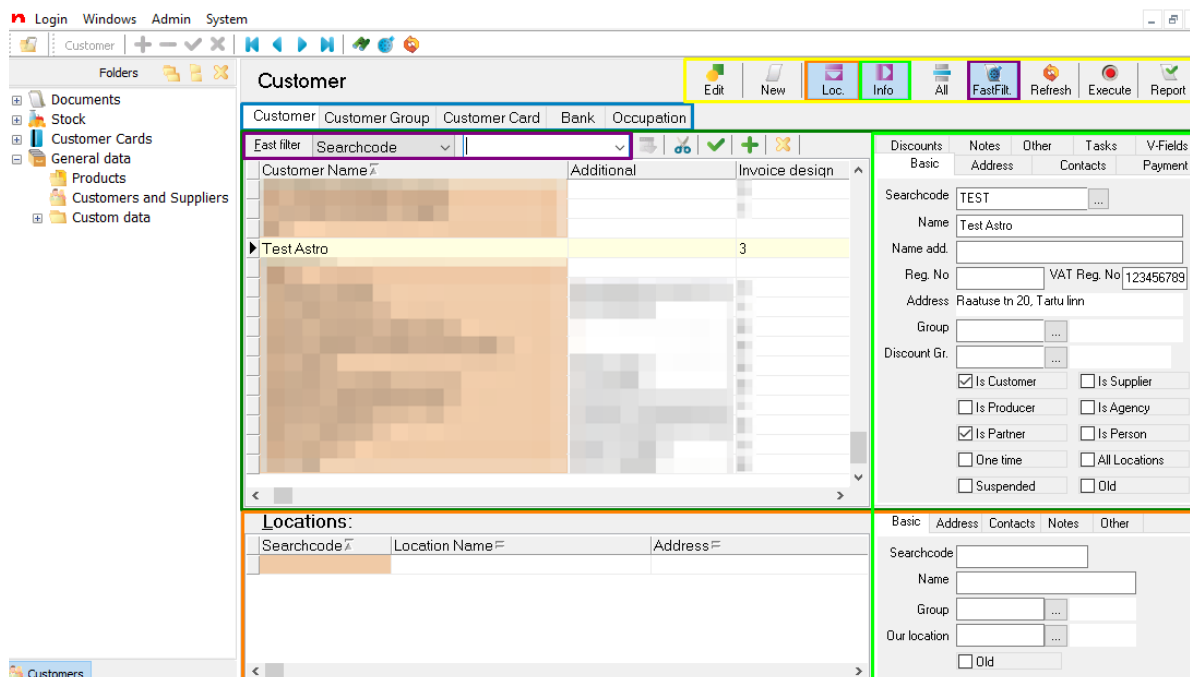 Login Windows Admin System
Customer
Folders
Documents
Stock
Customer Cards
General data
Products
Customers and Suppliers
Custom data
Customers
Customer
Edit New Loc. Info All FastFilt. Refresh Execute Report
Customer Customer Group Customer Card Bank Occupation
Fast filter Searchcode
Customer Name Additional Invoice design
Test Astro 3
Discounts Notes Other Tasks V-Fields
Basic Address Contacts Payment
Searchcode TEST ...
Name Test Astro
Name add.
Reg. No VAT Reg. No 123456789
Address Raatuse tn 20, Tartu linn
Group ...
Discount Gr. ...
Is Customer Is Supplier
Is Producer Is Agency
Is Partner Is Person
One time All Locations
Suspended Old
Locations:
Searchcode Location Name Address
Basic Address Contacts Notes Other
Searchcode
Name
Group ...
Our location ...
Old